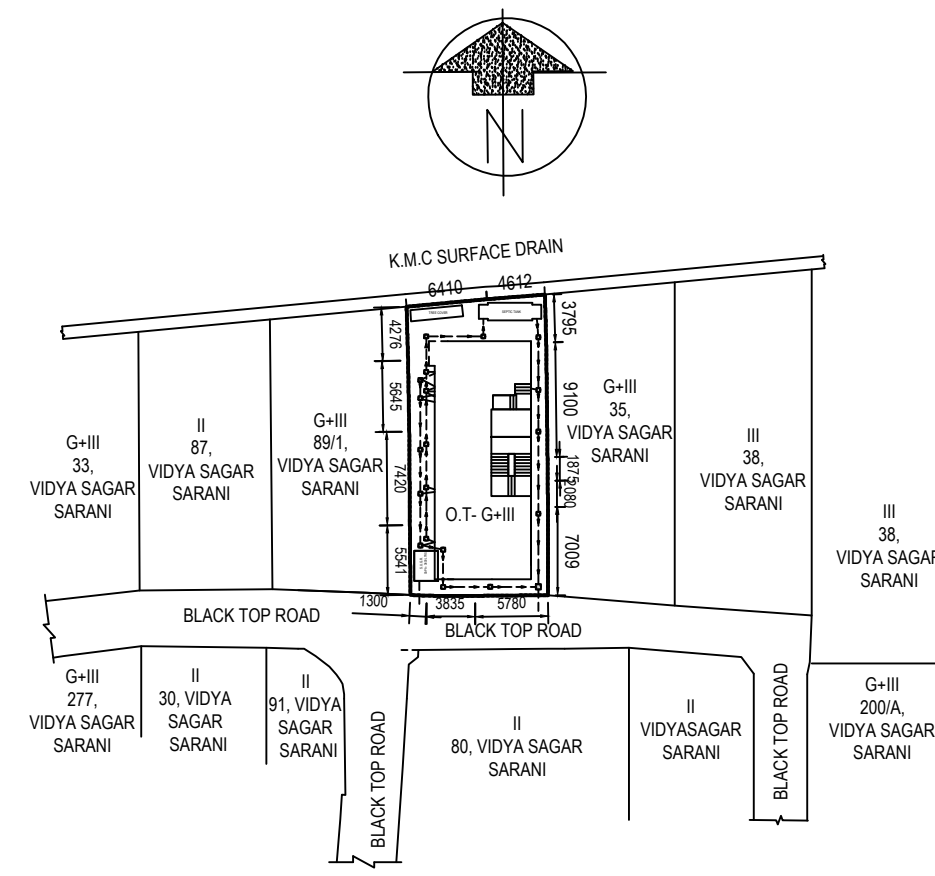 N
K.M.C SURFACE DRAIN
6410
4612
4276
5645
7420
5541
3795
9100
1875
2080
7009
TREE COVER
SEPTIC TANK
G+III
33,
VIDYA SAGAR
SARANI
II
87,
VIDYA SAGAR
SARANI
G+III
89/1,
VIDYA SAGAR
SARANI
O.T- G+III
G+III
35,
VIDYA SAGAR
SARANI
III
38,
VIDYA SAGAR
SARANI
III
38,
VIDYA SAGAR
SARANI
1300
3835
5780
BLACK TOP ROAD
BLACK TOP ROAD
G+III
277,
VIDYA SAGAR
SARANI
II
30, VIDYA
SAGAR
SARANI
II
91, VIDYA
SAGAR
SARANI
BLACK TOP ROAD
II
80, VIDYA SAGAR
SARANI
II
VIDYASAGAR
SARANI
BLACK TOP ROAD
G+III
200/A,
VIDYA SAGAR
SARANI